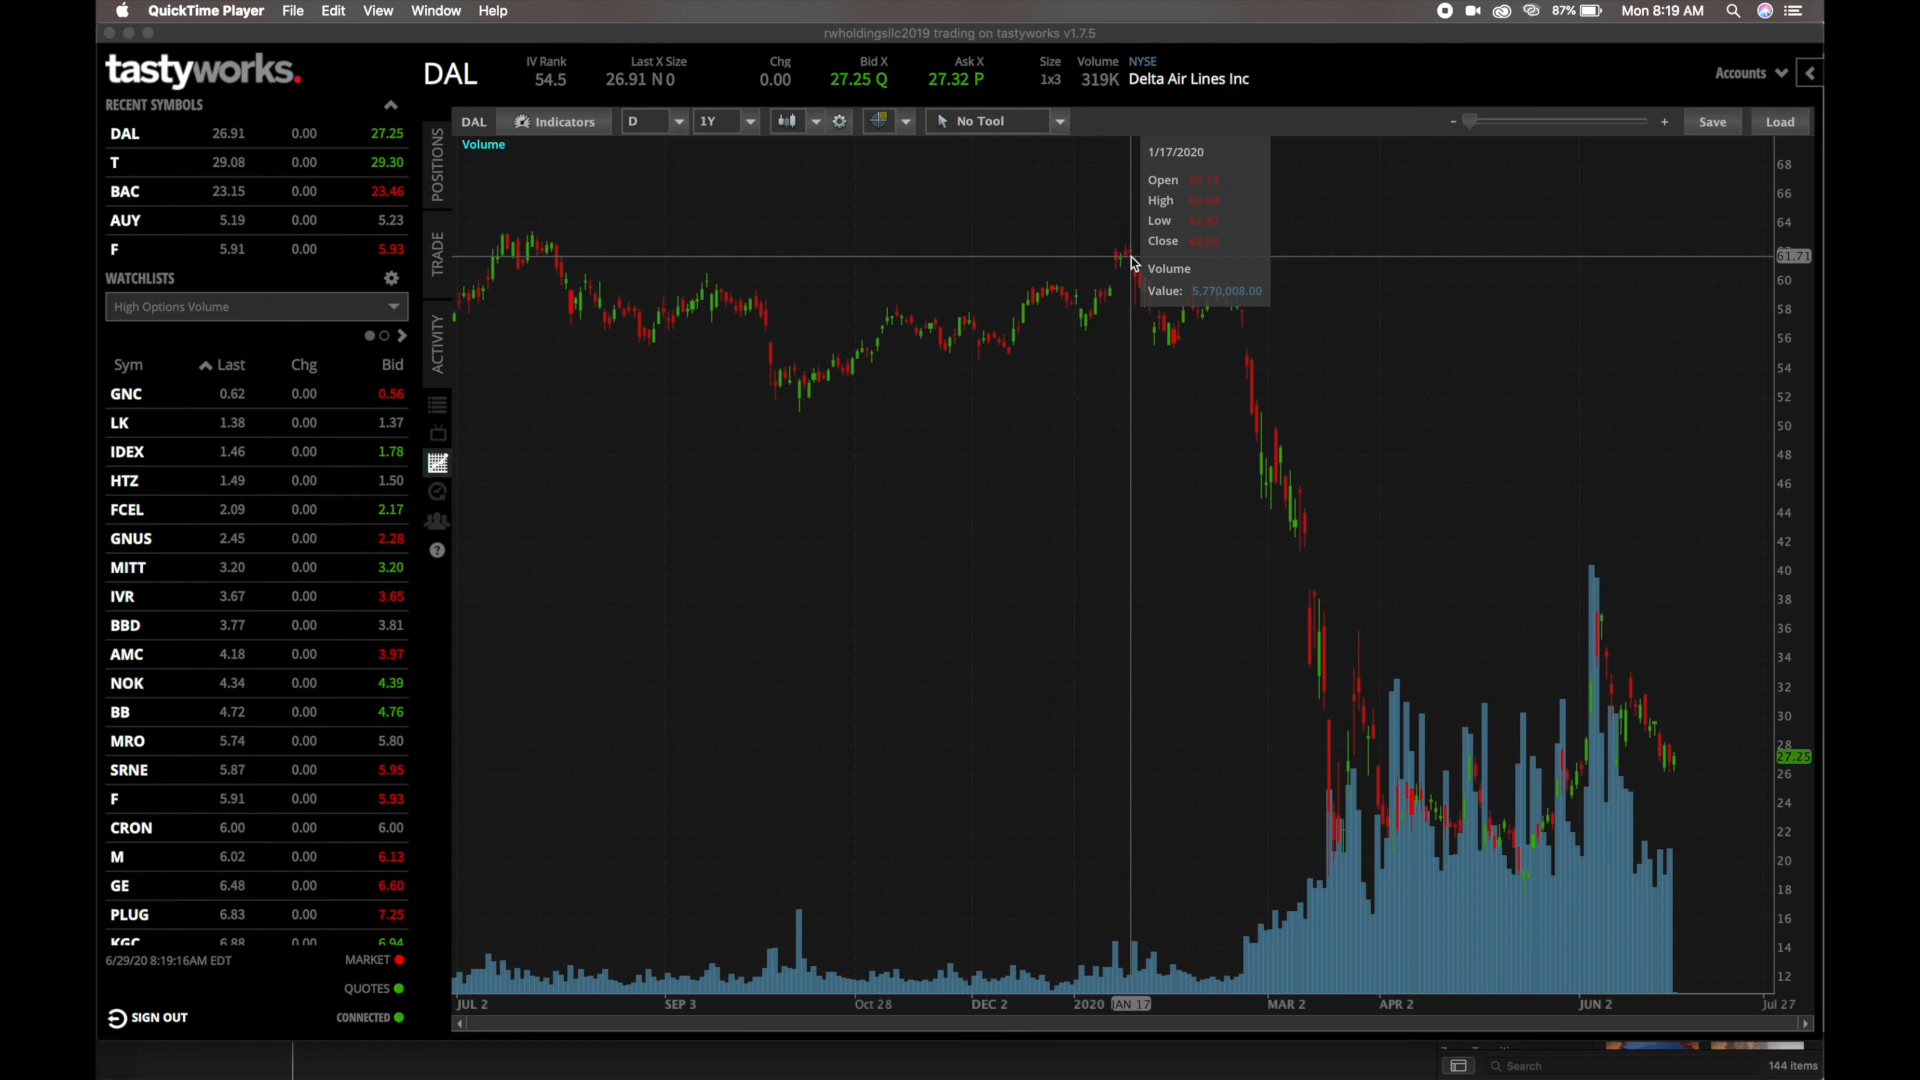 QuickTime Player File Edit View Window Help 87% Mon 8:19 AM
rwholdingsllc2019 trading on tastyworks v1.7.5
tastyworks.
DAL
IV Rank Last X Size Chg Bid X Ask X Size Volume NYSE
54.5 26.91 N 0 0.00 27.25 Q 27.32 P 1x3 319K Delta Air Lines Inc
Accounts
RECENT SYMBOLS
DAL 26.91 0.00 27.25
T 29.08 0.00 29.30
BAC 23.15 0.00 23.46
AUY 5.19 0.00 5.23
F 5.91 0.00 5.93
WATCHLISTS
High Options Volume
Sym Last Chg Bid
GNC 0.62 0.00 0.56
LK 1.38 0.00 1.37
IDEX 1.46 0.00 1.78
HTZ 1.49 0.00 1.50
FCEL 2.09 0.00 2.17
GNUS 2.45 0.00 2.28
MITT 3.20 0.00 3.20
IVR 3.67 0.00 3.65
BBD 3.77 0.00 3.81
AMC 4.18 0.00 3.97
NOK 4.34 0.00 4.39
BB 4.72 0.00 4.76
MRO 5.74 0.00 5.80
SRNE 5.87 0.00 5.95
F 5.91 0.00 5.93
CRON 6.00 0.00 6.00
M 6.02 0.00 6.13
GE 6.48 0.00 6.60
PLUG 6.83 0.00 7.25
KGC 6.88 0.00 6.94
6/29/20 8:19:16AM EDT MARKET
QUOTES
SIGN OUT CONNECTED
POSITIONS
TRADE
ACTIVITY
DAL Indicators D 1Y No Tool - + Save Load
Volume
1/17/2020
Open
High
Low
Close
Volume
Value: 5,770,008.00
68
66
64
61.71
60
58
56
54
52
50
48
46
44
42
40
38
36
34
32
30
28
27.25
26
24
22
20
18
16
14
12
JUL 2 SEP 3 Oct 28 DEC 2 2020 JAN 17 MAR 2 APR 2 JUN 2 Jul 27
Search 144 items